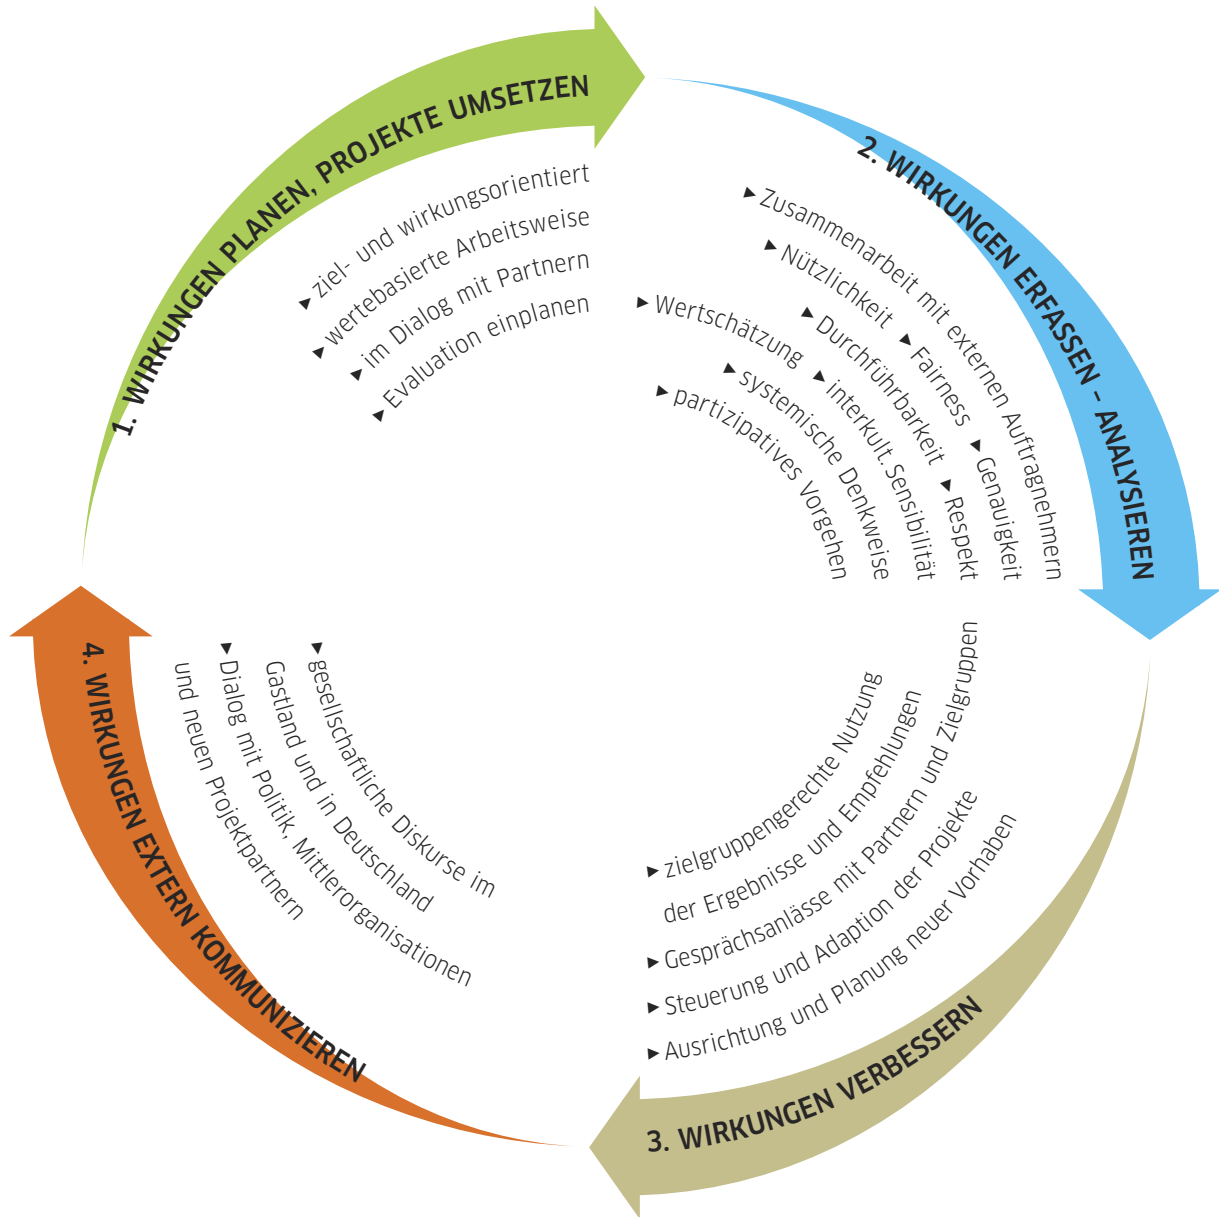 1. WIRKUNGEN PLANEN, PROJEKTE UMSETZEN
▶ ziel- und wirkungsorientiert
▶ wertebasierte Arbeitsweise
▶ im Dialog mit Partnern
▶ Evaluation einplanen
2. WIRKUNGEN ERFASSEN – ANALYSIEREN
▶ Zusammenarbeit mit externen Auftragnehmern
▶ Nützlichkeit ▶ Fairness ▶ Genauigkeit
▶ Durchführbarkeit ▶ Respekt
▶ Wertschätzung ▶ interkult. Sensibilität
▶ systemische Denkweise
▶ partizipatives Vorgehen
3. WIRKUNGEN VERBESSERN
▶ zielgruppengerechte Nutzung
der Ergebnisse und Empfehlungen
▶ Gesprächsanlässe mit Partnern und Zielgruppen
▶ Steuerung und Adaption der Projekte
▶ Ausrichtung und Planung neuer Vorhaben
4. WIRKUNGEN EXTERN KOMMUNIZIEREN
▶ gesellschaftliche Diskurse im
Gastland und in Deutschland
▶ Dialog mit Politik, Mittlerorganisationen
und neuen Projektpartnern